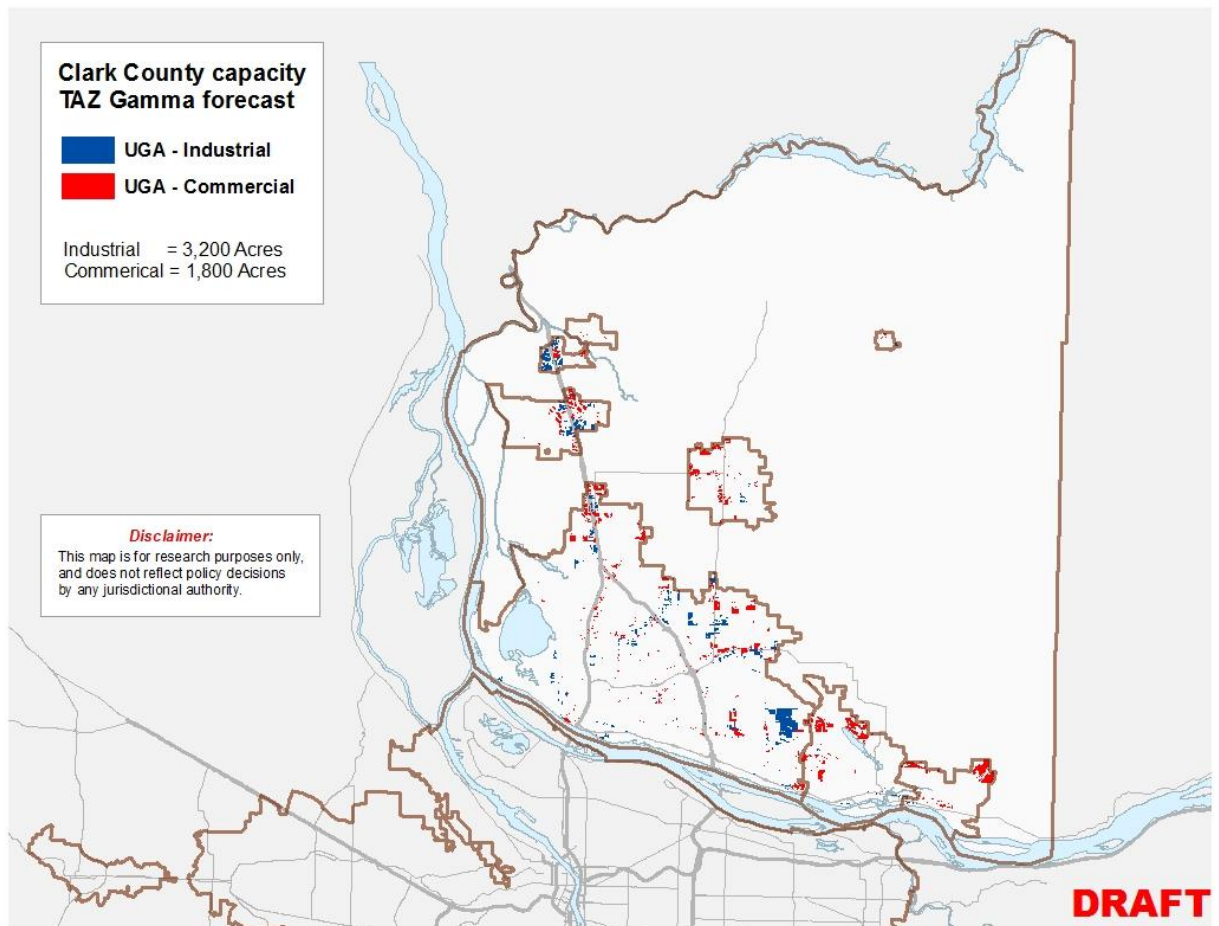 Clark County capacity
TAZ Gamma forecast
UGA - Industrial
UGA - Commercial
Industrial = 3,200 Acres
Commerical = 1,800 Acres
Disclaimer:
This map is for research purposes only,
and does not reflect policy decisions
by any jurisdictional authority.
DRAFT